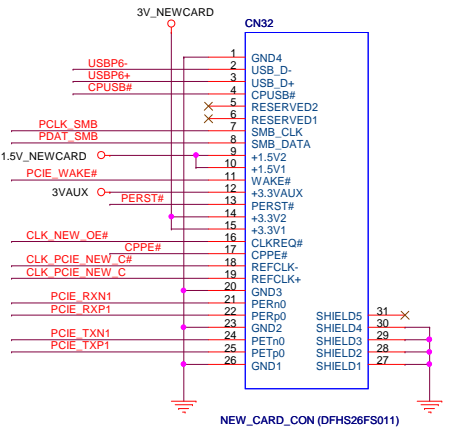 3V_NEWCARD
CN32
1 GND4
USBP6- 2 USB_D-
USBP6+ 3 USB_D+
CPUSB# 4 CPUSB#
5 RESERVED2
6 RESERVED1
PCLK_SMB 7 SMB_CLK
PDAT_SMB 8 SMB_DATA
1.5V_NEWCARD 9 +1.5V2
10 +1.5V1
PCIE_WAKE# 11 WAKE#
3VAUX 12 +3.3VAUX
PERST# 13 PERST#
14 +3.3V2
15 +3.3V1
CLK_NEW_OE# 16 CLKREQ#
CPPE# 17 CPPE#
CLK_PCIE_NEW_C# 18 REFCLK-
CLK_PCIE_NEW_C 19 REFCLK+
20 GND3
PCIE_RXN1 21 PERn0
PCIE_RXP1 22 PERp0 SHIELD5 31
23 GND2 SHIELD4 30
PCIE_TXN1 24 PETn0 SHIELD3 29
PCIE_TXP1 25 PETp0 SHIELD2 28
26 GND1 SHIELD1 27
NEW_CARD_CON (DFHS26FS011)